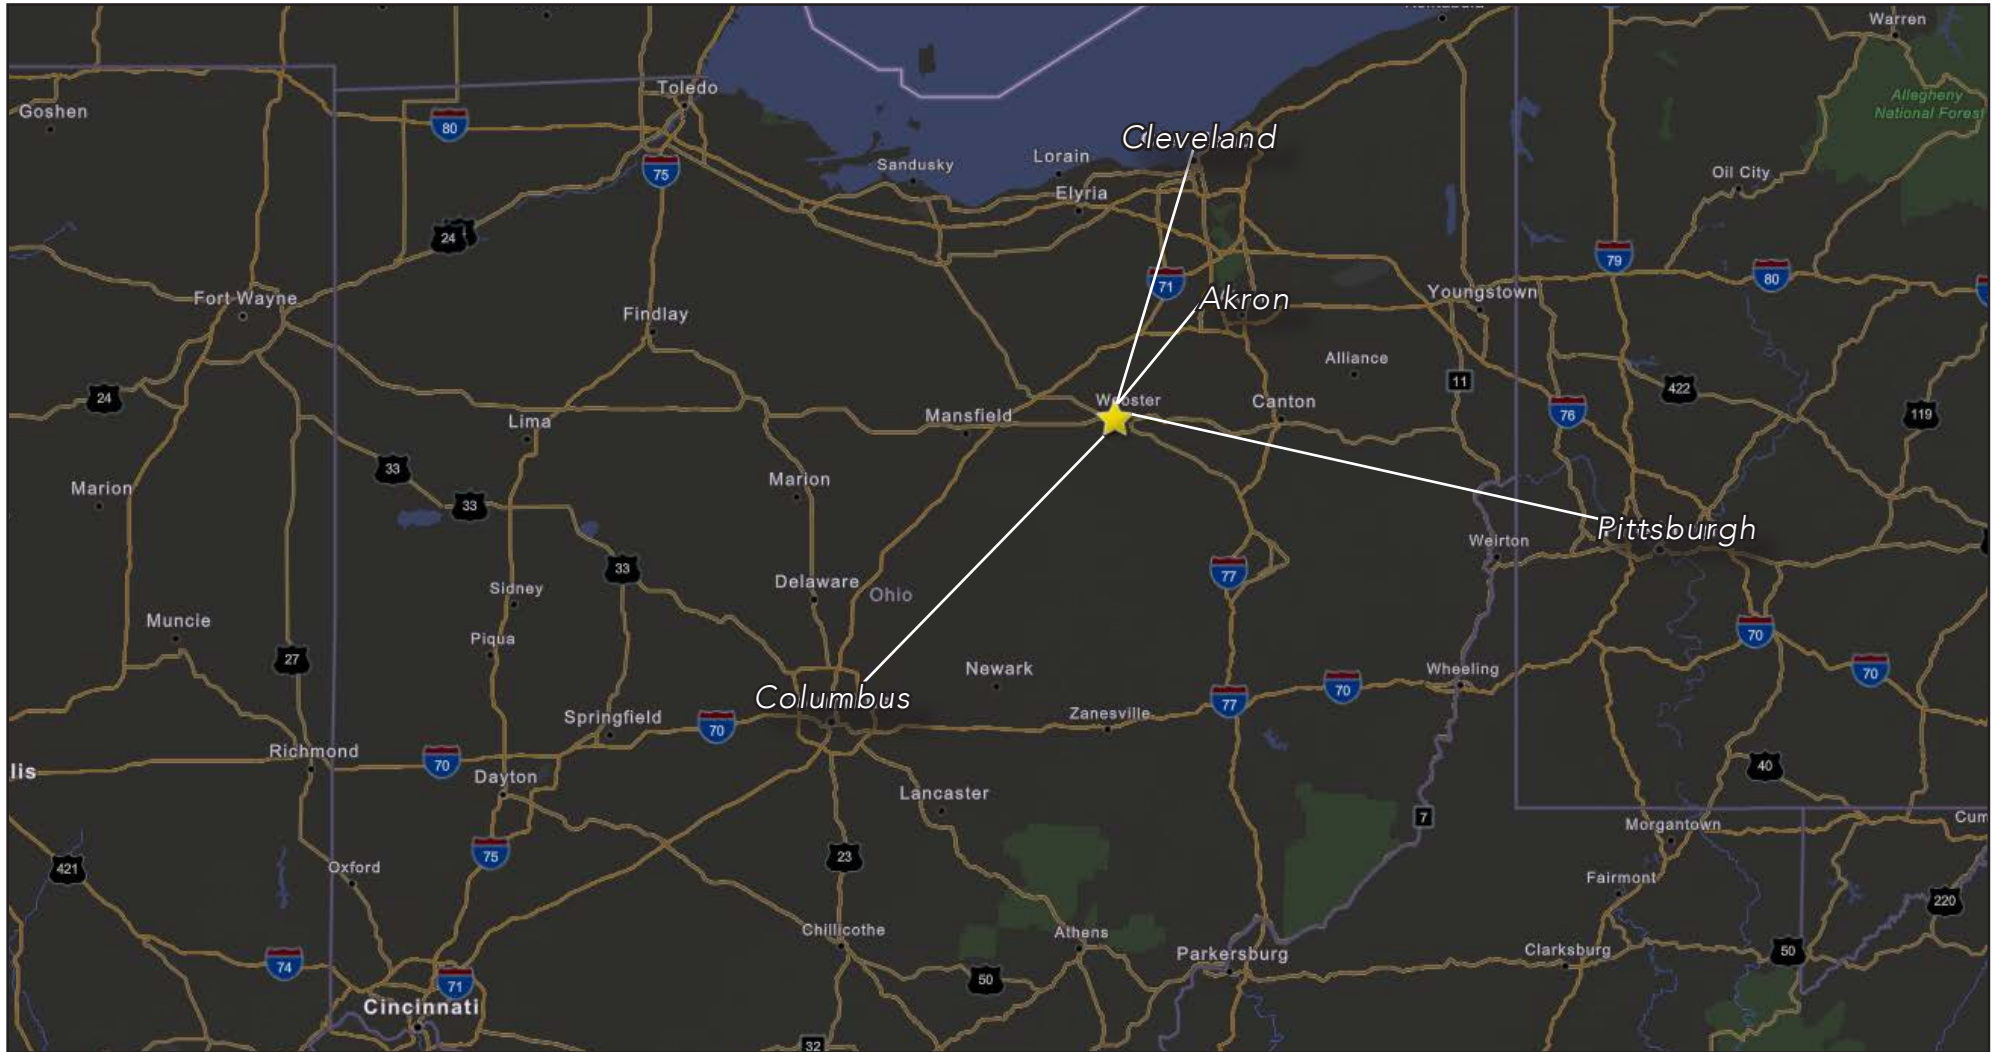 Warren
Goshen
Toledo
Allegheny
National Forest
80
Cleveland
75
Sandusky
Lorain
Oil City
Elyria
24
79
71
80
Fort Wayne
Akron
Youngstown
Findlay
Alliance
11
422
24
Wooster
Canton
76
119
Mansfield
Lima
33
Marion
Marion
33
Pittsburgh
Weirton
33
77
Delaware
Ohio
Sidney
Muncie
Piqua
70
27
Newark
Wheeling
70
70
Columbus
77
Springfield
Zanesville
70
Richmond
70
lis
Dayton
40
Lancaster
7
Morgantown
Cum
75
23
421
Oxford
Fairmont
220
Chillicothe
Athens
Parkersburg
Clarksburg
50
74
50
71
Cincinnati
32